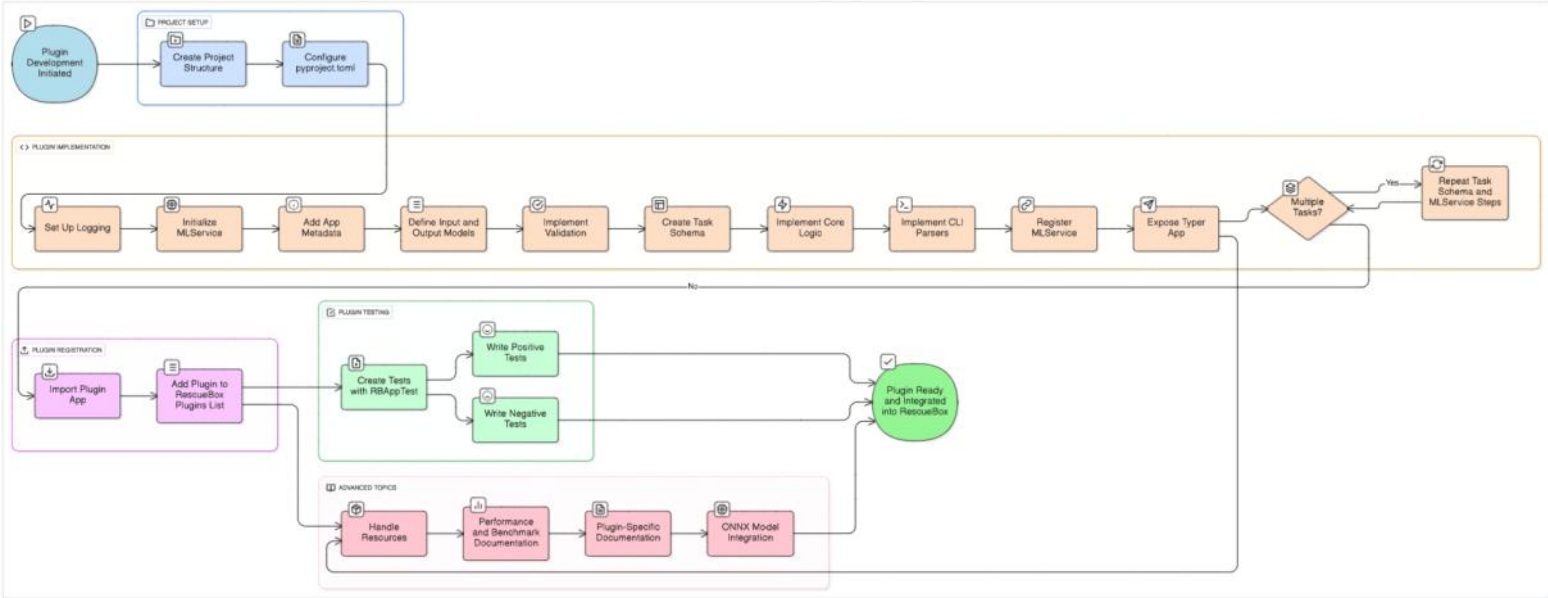 PROJECT SETUP
Plugin
Development
Initiated
Create Project
Structure
Configure
pyproject.toml
PLUGIN IMPLEMENTATION
Set Up Logging
Initialize
MLService
Add App
Metadata
Define Input and
Output Models
Implement
Validation
Create Task
Schema
Implement Core
Logic
Implement CLI
Parsers
Register
MLService
Expose Typer
App
Multiple
Tasks?
Yes
Repeat Task
Schema and
MLService Steps
No
PLUGIN REGISTRATION
Import Plugin
App
Add Plugin to
RescueBox
Plugins List
PLUGIN TESTING
Create Tests
with RBAppTest
Write Positive
Tests
Write Negative
Tests
Plugin Ready
and Integrated
into RescueBox
ADVANCED TOPICS
Handle
Resources
Performance
and Benchmark
Documentation
Plugin-Specific
Documentation
ONNX Model
Integration